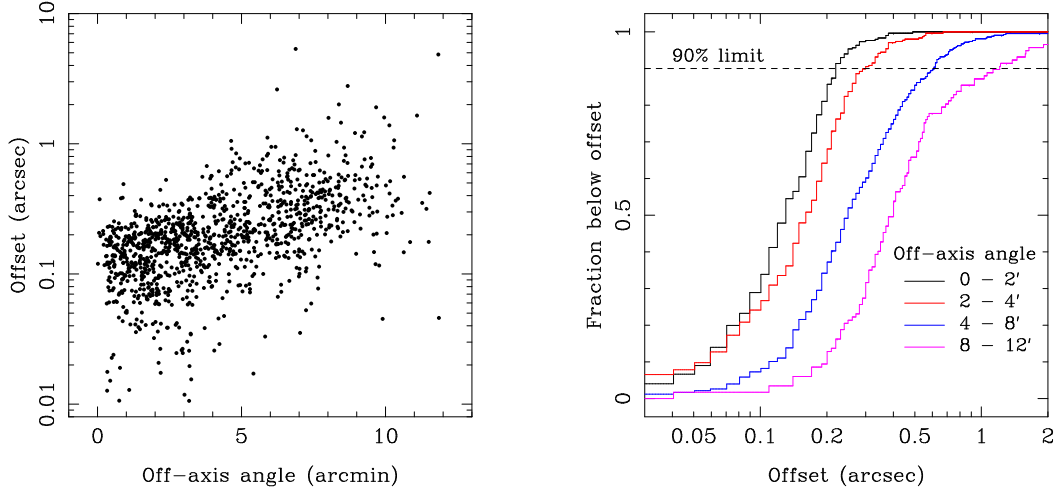 10
1
0.1
0.01
Offset (arcsec)
0
5
10
Off-axis angle (arcmin)
1
0.5
0
Fraction below offset
90% limit
Off-axis angle
0 - 2'
2 - 4'
4 - 8'
8 - 12'
0.05
0.1
0.2
0.5
1
2
Offset (arcsec)